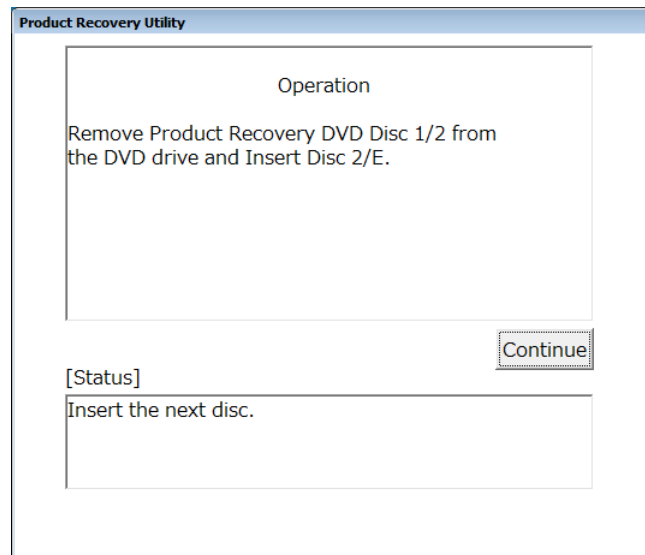 Product Recovery Utility
Operation
Remove Product Recovery DVD Disc 1/2 from
the DVD drive and Insert Disc 2/E.
Continue
[Status]
Insert the next disc.